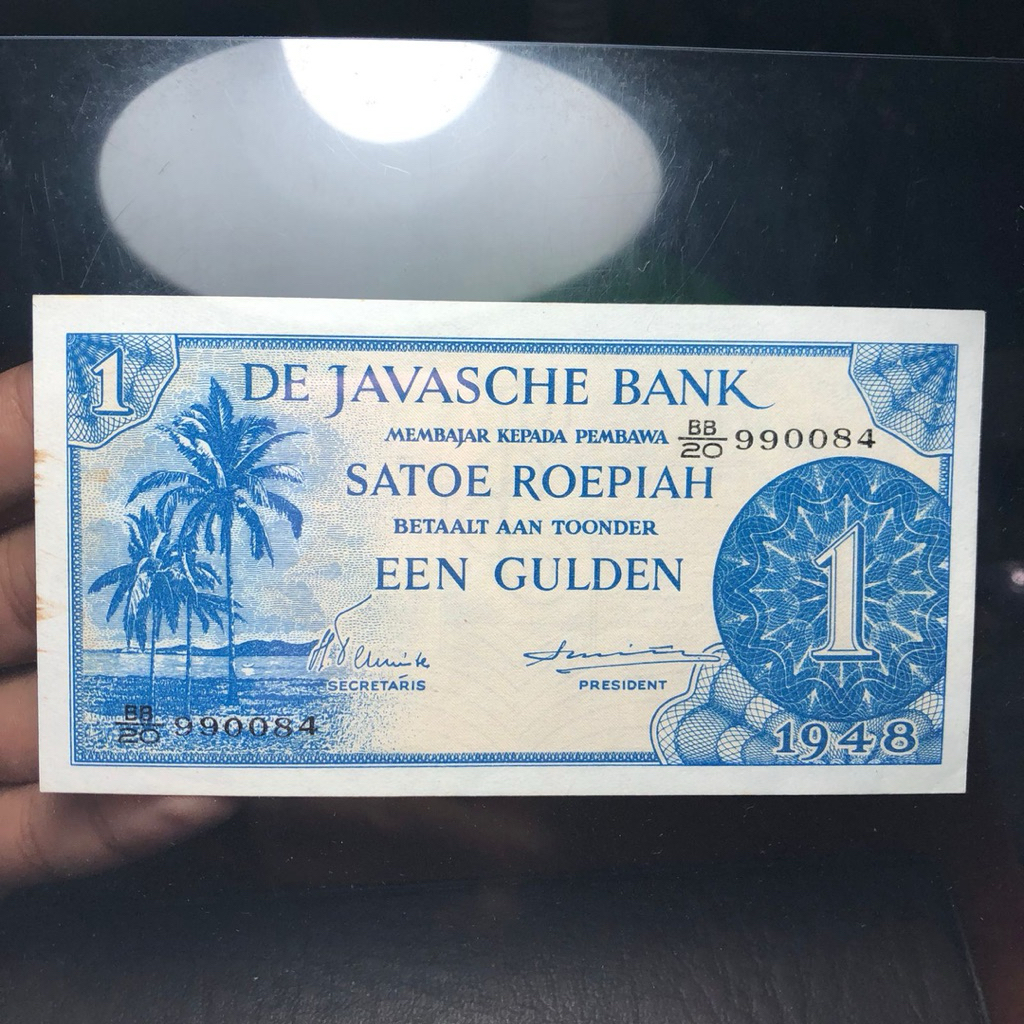 1
DE JAVASCHE BANK
MEMBAJAR KEPADA PEMBAWA
BB/20 990084
SATOE ROEPIAH
BETAALT AAN TOONDER
EEN GULDEN
1
SECRETARIS
PRESIDENT
BB/20 990084
1948